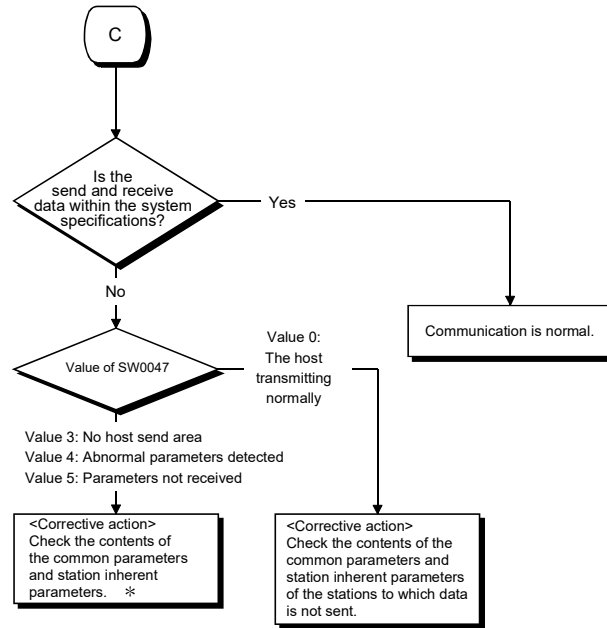 C
Is the
send and receive
data within the system
specifications?
Yes
No
Communication is normal.
Value of SW0047
Value 0:
The host
transmitting
normally
Value 3: No host send area
Value 4: Abnormal parameters detected
Value 5: Parameters not received
<Corrective action>
Check the contents of
the common parameters
and station inherent
parameters. *
<Corrective action>
Check the contents of the
common parameters and
station inherent parameters
of the stations to which data
is not sent.